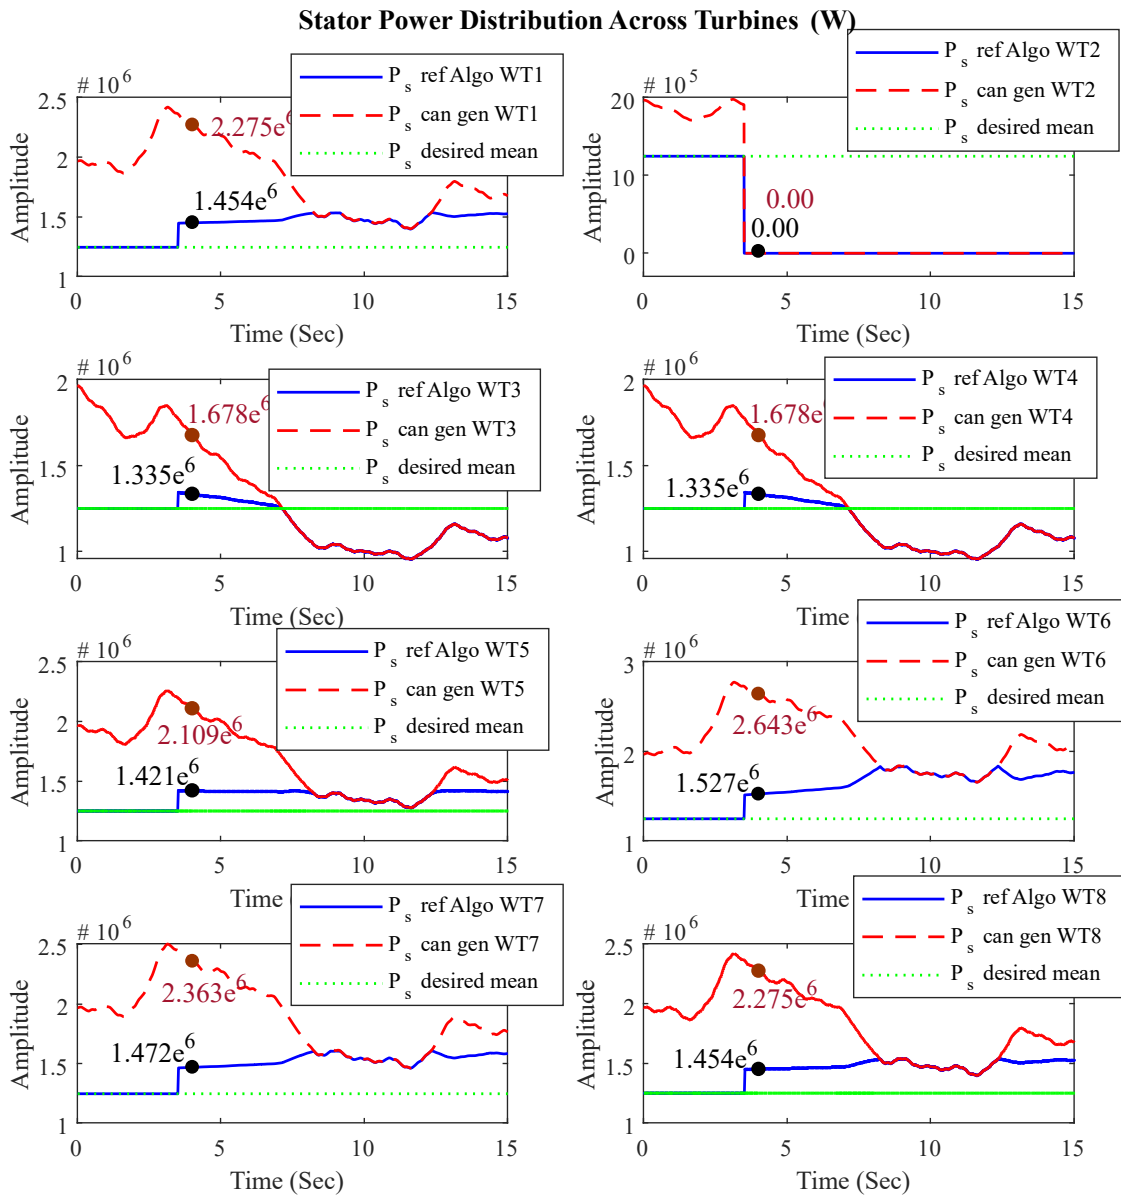 Stator Power Distribution Across Turbines (W)
# 10^6
P_s ref Algo WT1
P_s can gen WT1
P_s desired mean
2.5
2
1.5
1
Amplitude
2.275e^6
1.454e^6
0 5 10 15
Time (Sec)
# 10^5
P_s ref Algo WT2
P_s can gen WT2
P_s desired mean
20
10
0
Amplitude
0.00
0.00
0 5 10 15
Time (Sec)
# 10^6
P_s ref Algo WT3
P_s can gen WT3
P_s desired mean
2
1.5
1
Amplitude
1.678e^6
1.335e^6
0 5 10 15
Time (Sec)
# 10^6
P_s ref Algo WT4
P_s can gen WT4
P_s desired mean
2
1.5
1
Amplitude
1.678e^6
1.335e^6
0 5 10 15
Time
# 10^6
P_s ref Algo WT5
P_s can gen WT5
P_s desired mean
2.5
2
1.5
1
Amplitude
2.109e^6
1.421e^6
0 5 10 15
Time
# 10^6
P_s ref Algo WT6
P_s can gen WT6
P_s desired mean
3
2
1
Amplitude
2.643e^6
1.527e^6
0 5 10 15
Time
# 10^6
P_s ref Algo WT7
P_s can gen WT7
P_s desired mean
2.5
2
1.5
1
Amplitude
2.363e^6
1.472e^6
0 5 10 15
Time (Sec)
# 10^6
P_s ref Algo WT8
P_s can gen WT8
P_s desired mean
2.5
2
1.5
1
Amplitude
2.275e^6
1.454e^6
0 5 10 15
Time (Sec)